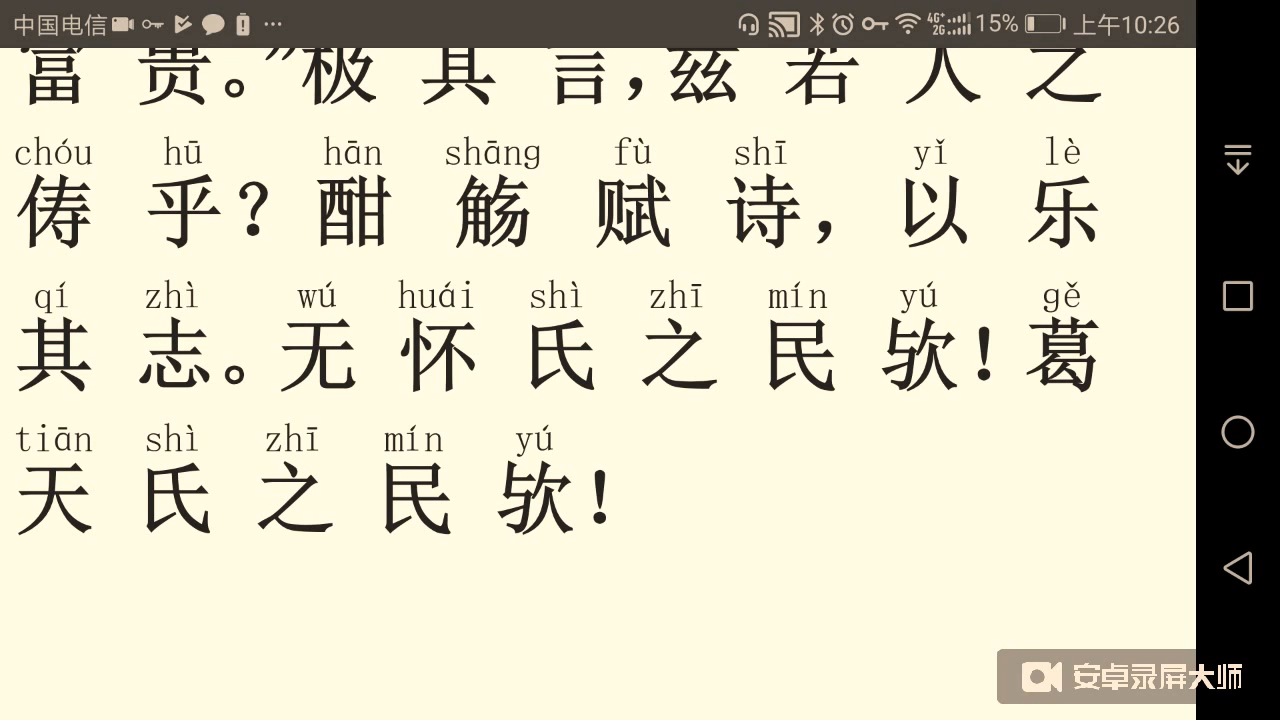 中国电信 ... 4G+ 2G 15% 上午10:26
富贵。”极其言,兹若人之
chóu hū hān shāng fù shī yǐ lè
俦乎?酣觞赋诗,以乐
qí zhì wú huái shì zhī mín yú gě
其志。无怀氏之民欤!葛
tiān shì zhī mín yú
天氏之民欤!
安卓录屏大师